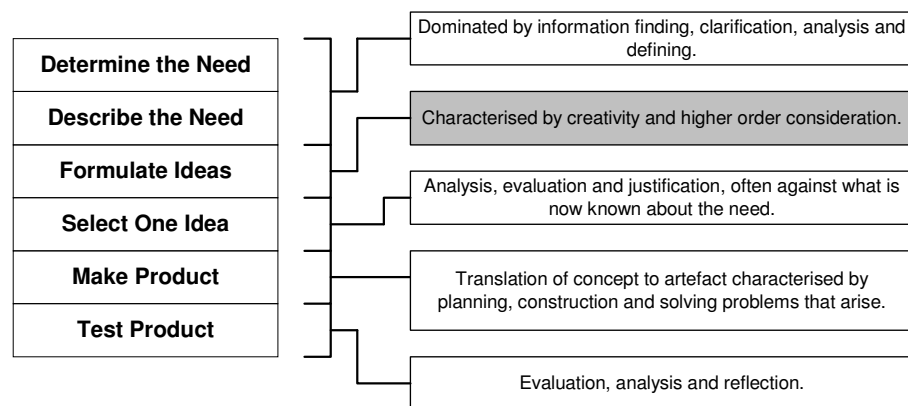 Determine the Need
Describe the Need
Formulate Ideas
Select One Idea
Make Product
Test Product
Dominated by information finding, clarification, analysis and
defining.
Characterised by creativity and higher order consideration.
Analysis, evaluation and justification, often against what is
now known about the need.
Translation of concept to artefact characterised by
planning, construction and solving problems that arise.
Evaluation, analysis and reflection.